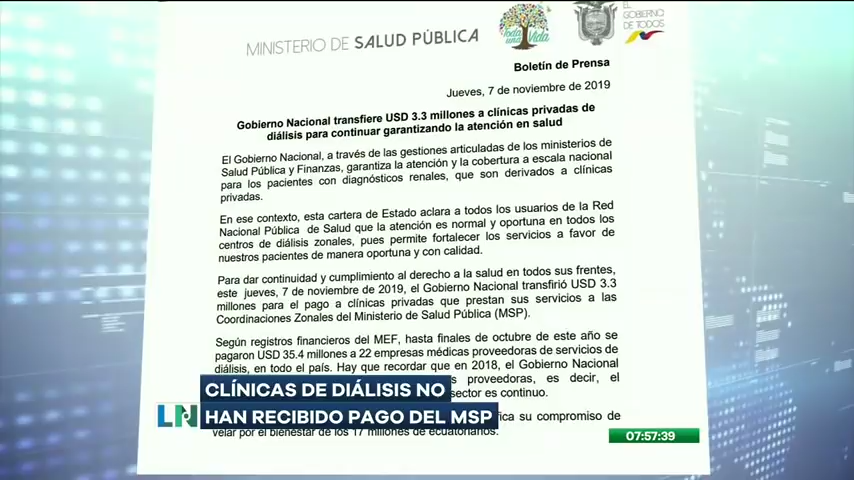 MINISTERIO DE SALUD PÚBLICA
Toda una Vida
EL GOBIERNO DE TODOS
Boletín de Prensa
Jueves, 7 de noviembre de 2019
Gobierno Nacional transfiere USD 3.3 millones a clínicas privadas de
diálisis para continuar garantizando la atención en salud
El Gobierno Nacional, a través de las gestiones articuladas de los ministerios de
Salud Pública y Finanzas, garantiza la atención y la cobertura a escala nacional
para los pacientes con diagnósticos renales, que son derivados a clínicas
privadas.
En ese contexto, esta cartera de Estado aclara a todos los usuarios de la Red
Nacional Pública de Salud que la atención es normal y oportuna en todos los
centros de diálisis zonales, pues permite fortalecer los servicios a favor de
nuestros pacientes de manera oportuna y con calidad.
Para dar continuidad y cumplimiento al derecho a la salud en todos sus frentes,
este jueves, 7 de noviembre de 2019, el Gobierno Nacional transfirió USD 3.3
millones para el pago a clínicas privadas que prestan sus servicios a las
Coordinaciones Zonales del Ministerio de Salud Pública (MSP).
Según registros financieros del MEF, hasta finales de octubre de este año se
pagaron USD 35.4 millones a 22 empresas médicas proveedoras de servicios de
diálisis, en todo el país. Hay que recordar que en 2018, el Gobierno Nacional
proveedoras, es decir, el
sector es continuo.
su compromiso de
velar por el bienestar de los 17 millones de ecuatorianos.
CLÍNICAS DE DIÁLISIS NO
LN HAN RECIBIDO PAGO DEL MSP
07:57:39